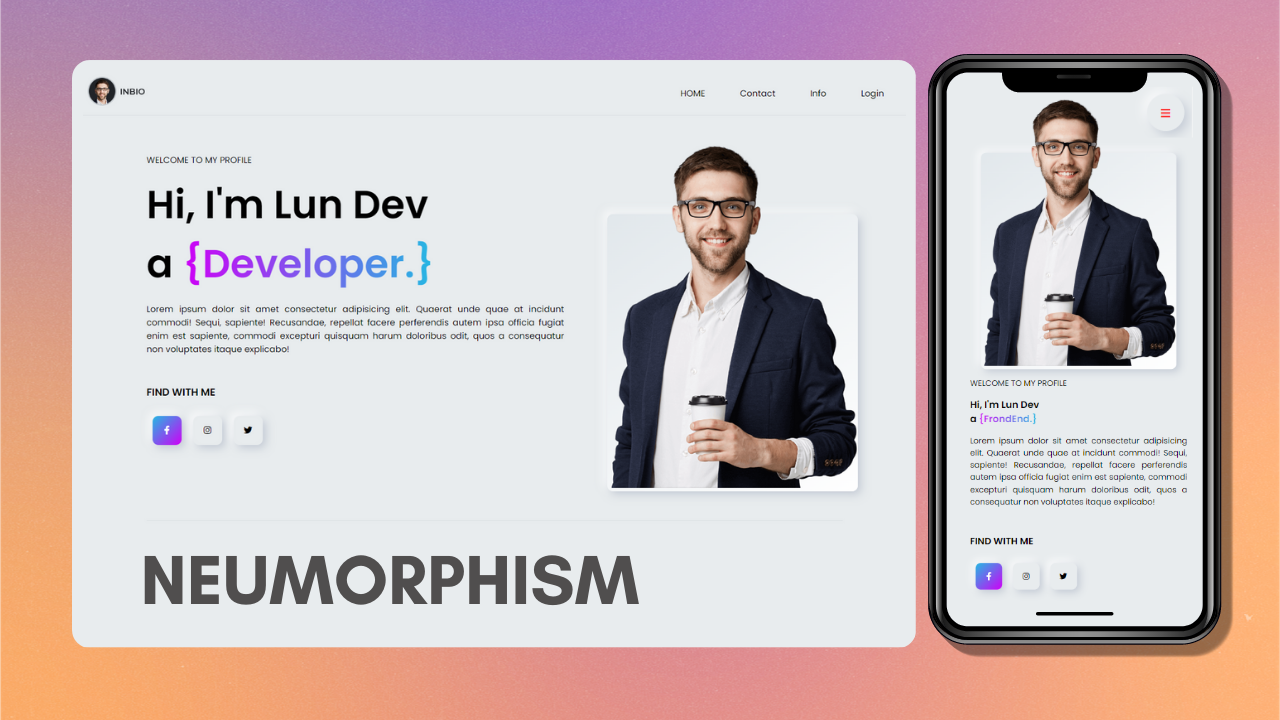 INBIO
HOME Contact Info Login
WELCOME TO MY PROFILE
Hi, I'm Lun Dev
a {Developer.}
Lorem ipsum dolor sit amet consectetur adipisicing elit. Quaerat unde quae at incidunt
commodi! Sequi, sapiente! Recusandae, repellat facere perferendis autem ipsa officia fugiat
enim est sapiente, commodi excepturi quisquam harum doloribus odit, quos a consequatur
non voluptates itaque explicabo!
FIND WITH ME
NEUMORPHISM
WELCOME TO MY PROFILE
Hi, I'm Lun Dev
a {FrondEnd.}
Lorem ipsum dolor sit amet consectetur adipisicing
elit. Quaerat unde quae at incidunt commodi! Sequi,
sapiente! Recusandae, repellat facere perferendis
autem ipsa officia fugiat enim est sapiente, commodi
excepturi quisquam harum doloribus odit, quos a
consequatur non voluptates itaque explicabo!
FIND WITH ME